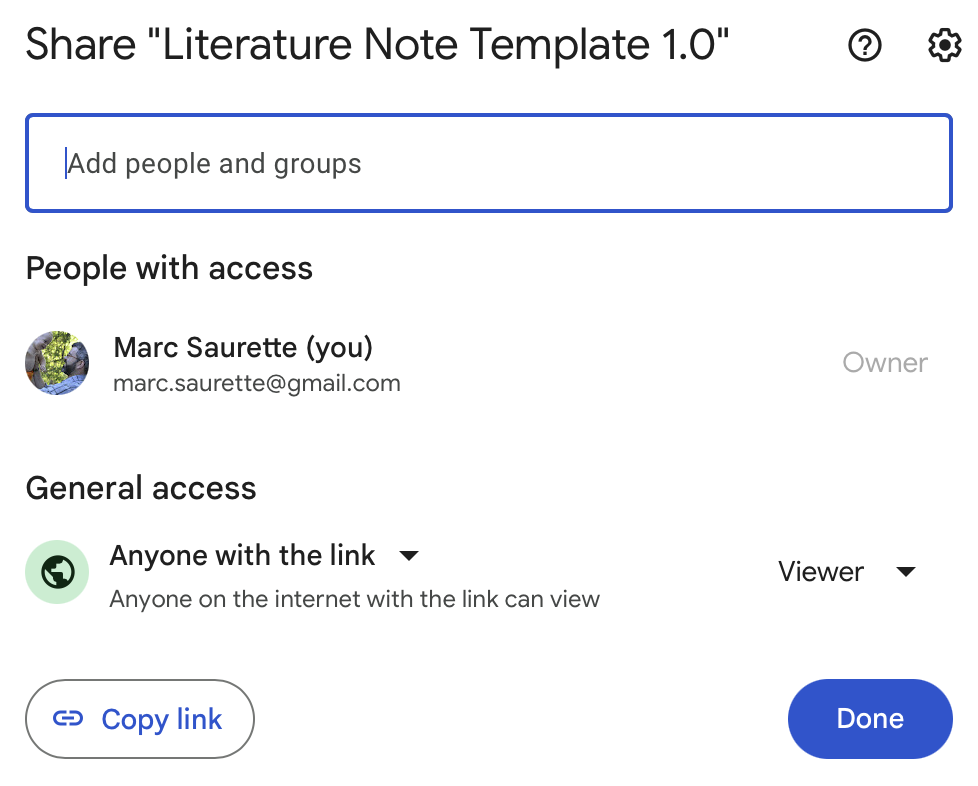 Share "Literature Note Template 1.0"
Add people and groups
People with access
Marc Saurette (you)
marc.saurette@gmail.com
Owner
General access
Anyone with the link
Anyone on the internet with the link can view
Viewer
Copy link
Done